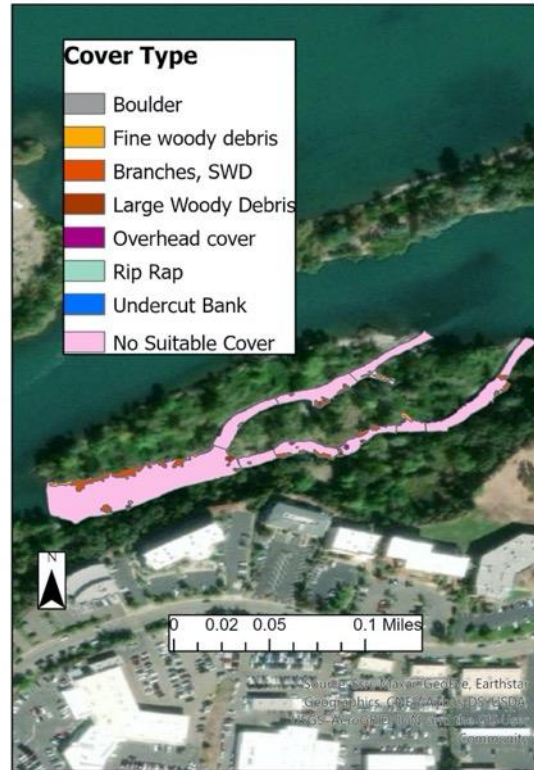 Cover Type
Boulder
Fine woody debris
Branches, SWD
Large Woody Debris
Overhead cover
Rip Rap
Undercut Bank
No Suitable Cover
N
0 0.02 0.05 0.1 Miles
Source: Esri, Maxar, GeoEye, Earthstar
Geographics, CNES/Airbus DS, USDA,
USGS, AeroGRID, IGN, and the GIS User
Community